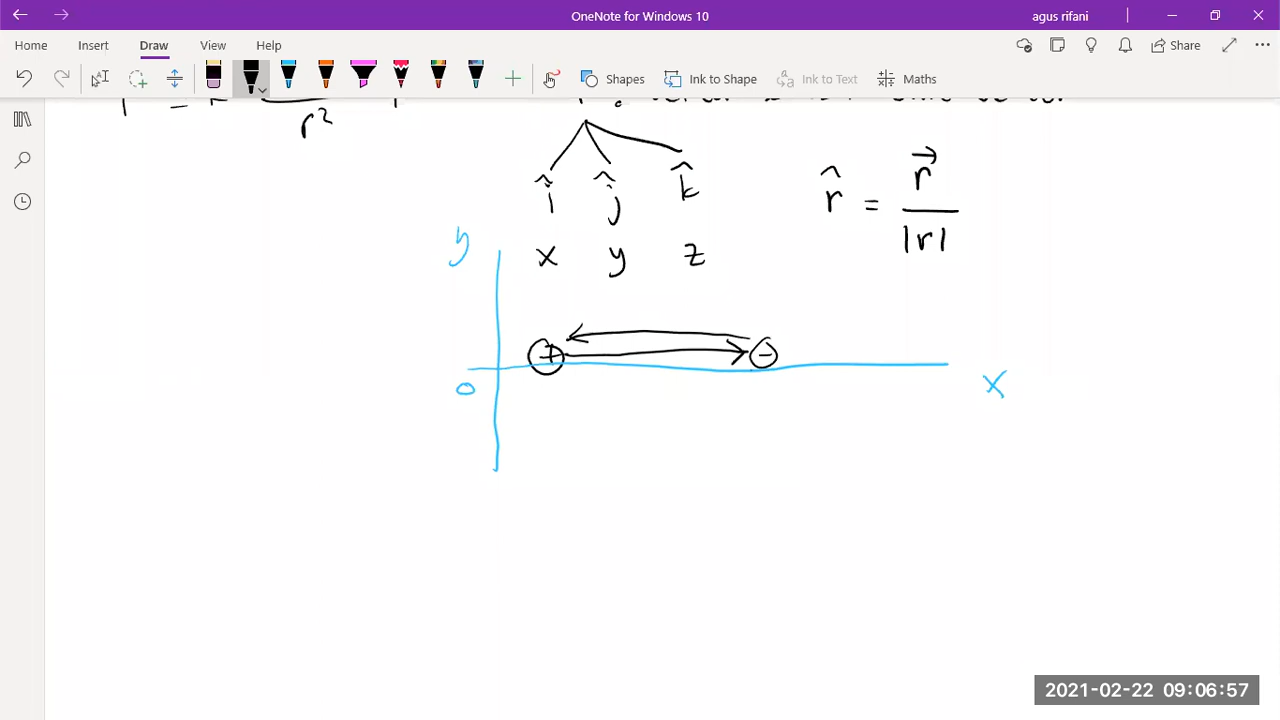 OneNote for Windows 10
agus rifani
Home Insert Draw View Help
Share
Shapes Ink to Shape Ink to Text Maths
r²
î ĵ k̂
x y z
r̂ = r⃗ / |r|
y
+ −
0 x
2021-02-22 09:06:57